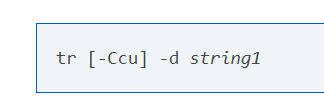 tr [-Ccu] -d string1